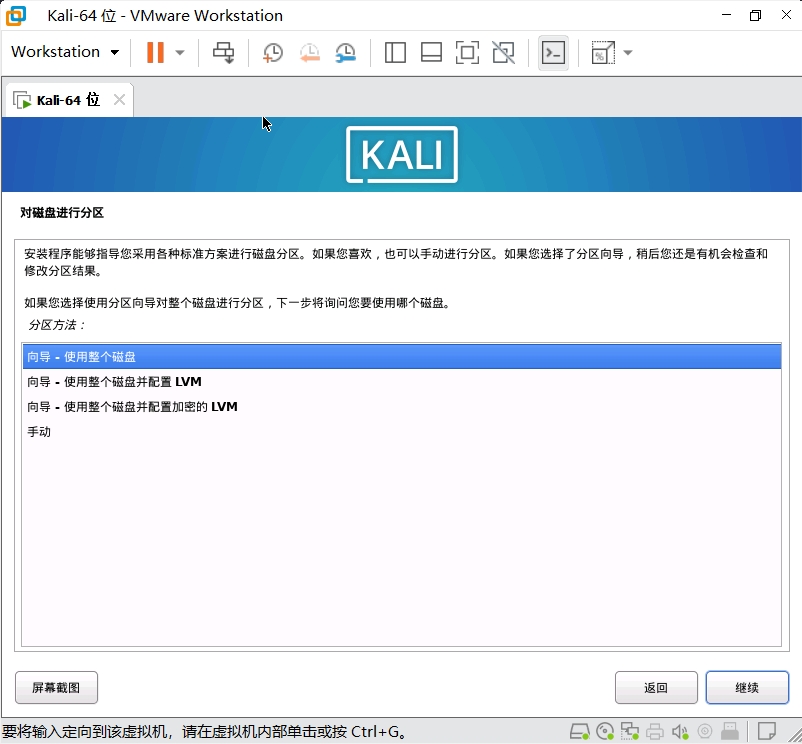 Kali-64 位 - VMware Workstation
Workstation
Kali-64 位
KALI
对磁盘进行分区
安装程序能够指导您采用各种标准方案进行磁盘分区。如果您喜欢，也可以手动进行分区。如果您选择了分区向导，稍后您还是有机会检查和
修改分区结果。
如果您选择使用分区向导对整个磁盘进行分区，下一步将询问您要使用哪个磁盘。
分区方法：
向导 - 使用整个磁盘
向导 - 使用整个磁盘并配置 LVM
向导 - 使用整个磁盘并配置加密的 LVM
手动
屏幕截图 返回 继续
要将输入定向到该虚拟机，请在虚拟机内部单击或按 Ctrl+G。